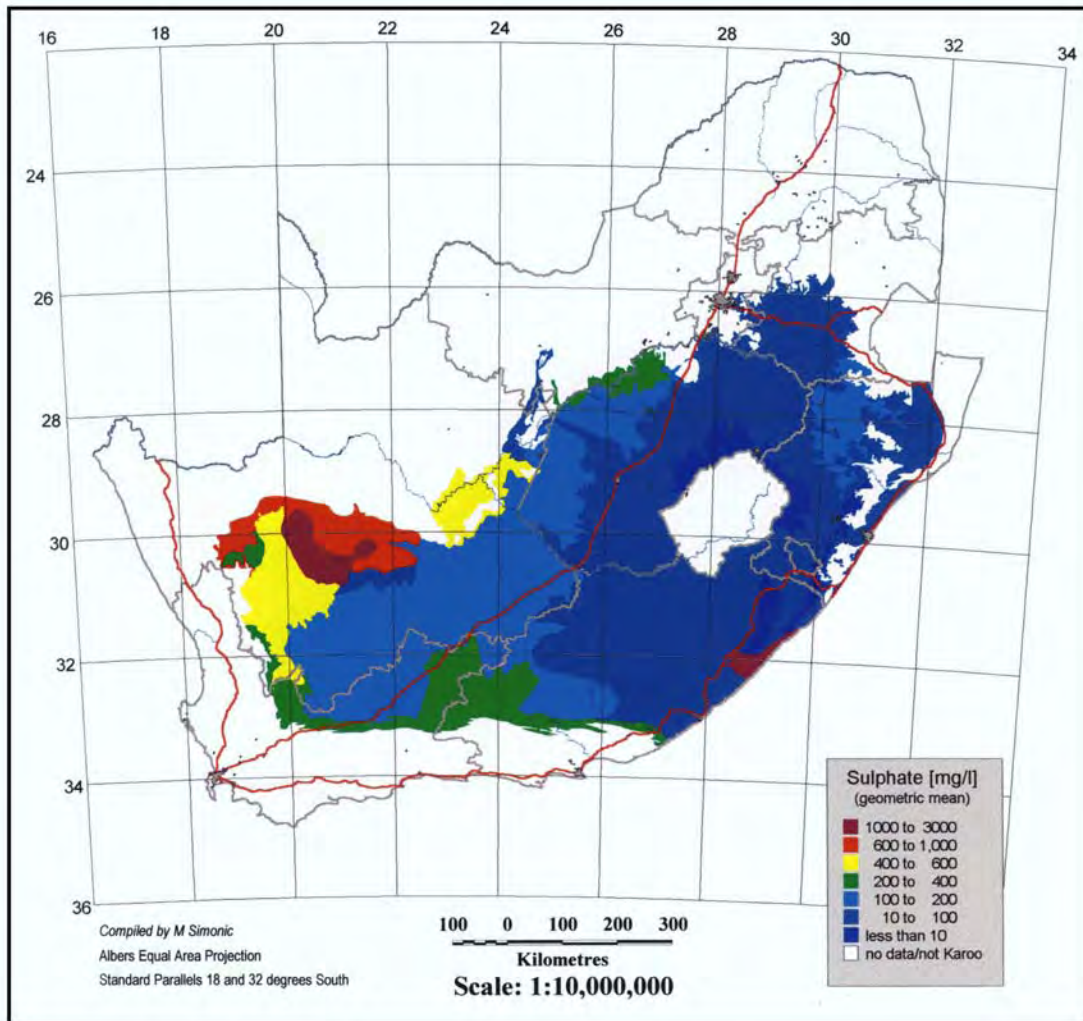 16 18 20 22 24 26 28 30 32 34
24
26
28
30
32
34
36
Sulphate [mg/l]
(geometric mean)
1000 to 3000
600 to 1,000
400 to 600
200 to 400
100 to 200
10 to 100
less than 10
no data/not Karoo
Compiled by M Simonic
Albers Equal Area Projection
Standard Parallels 18 and 32 degrees South
100 0 100 200 300
Kilometres
Scale: 1:10,000,000